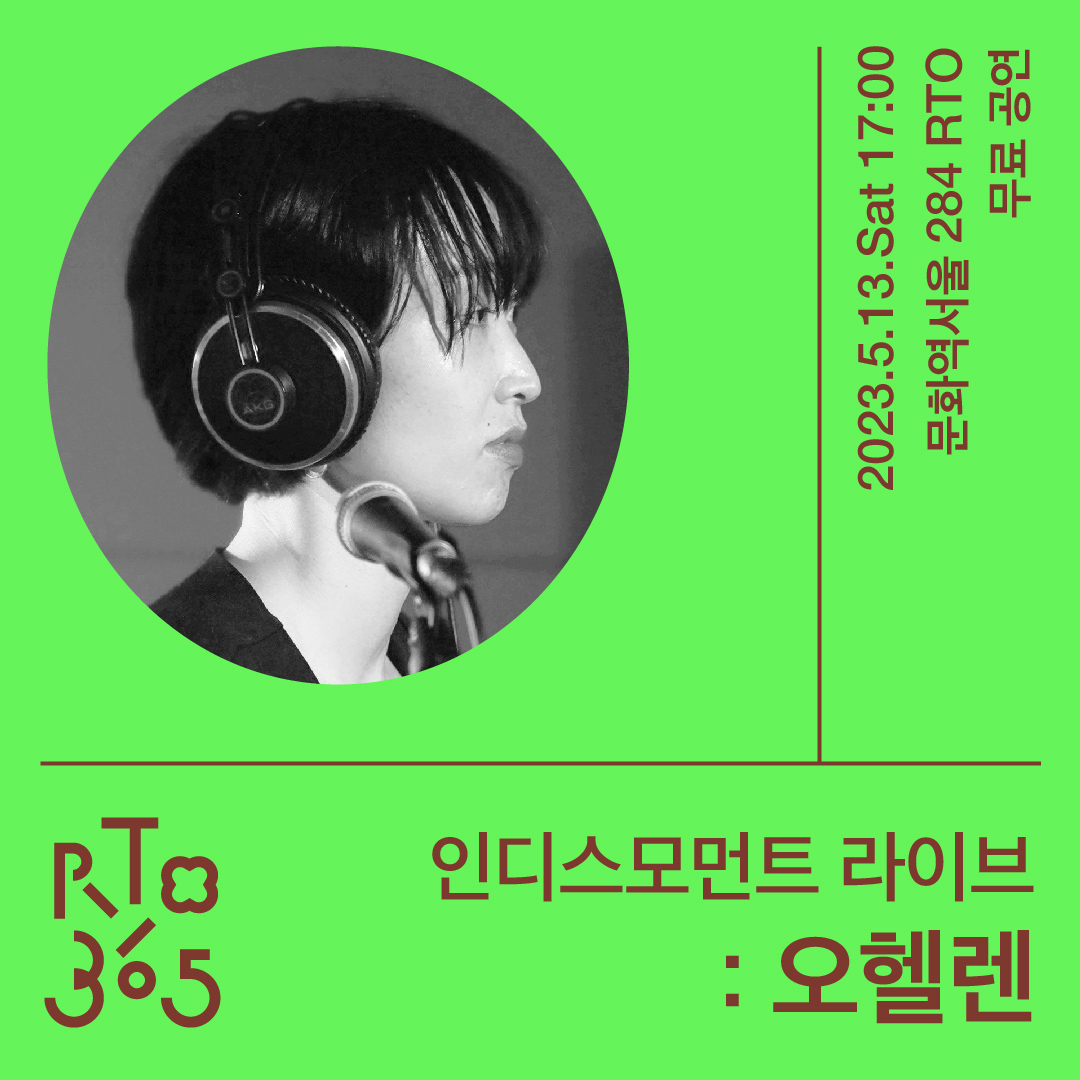 2023.5.13.Sat 17:00
문화역서울 284 RTO
무료 공연
AKG
RTO
365
인디스모먼트 라이브
: 오헬렌